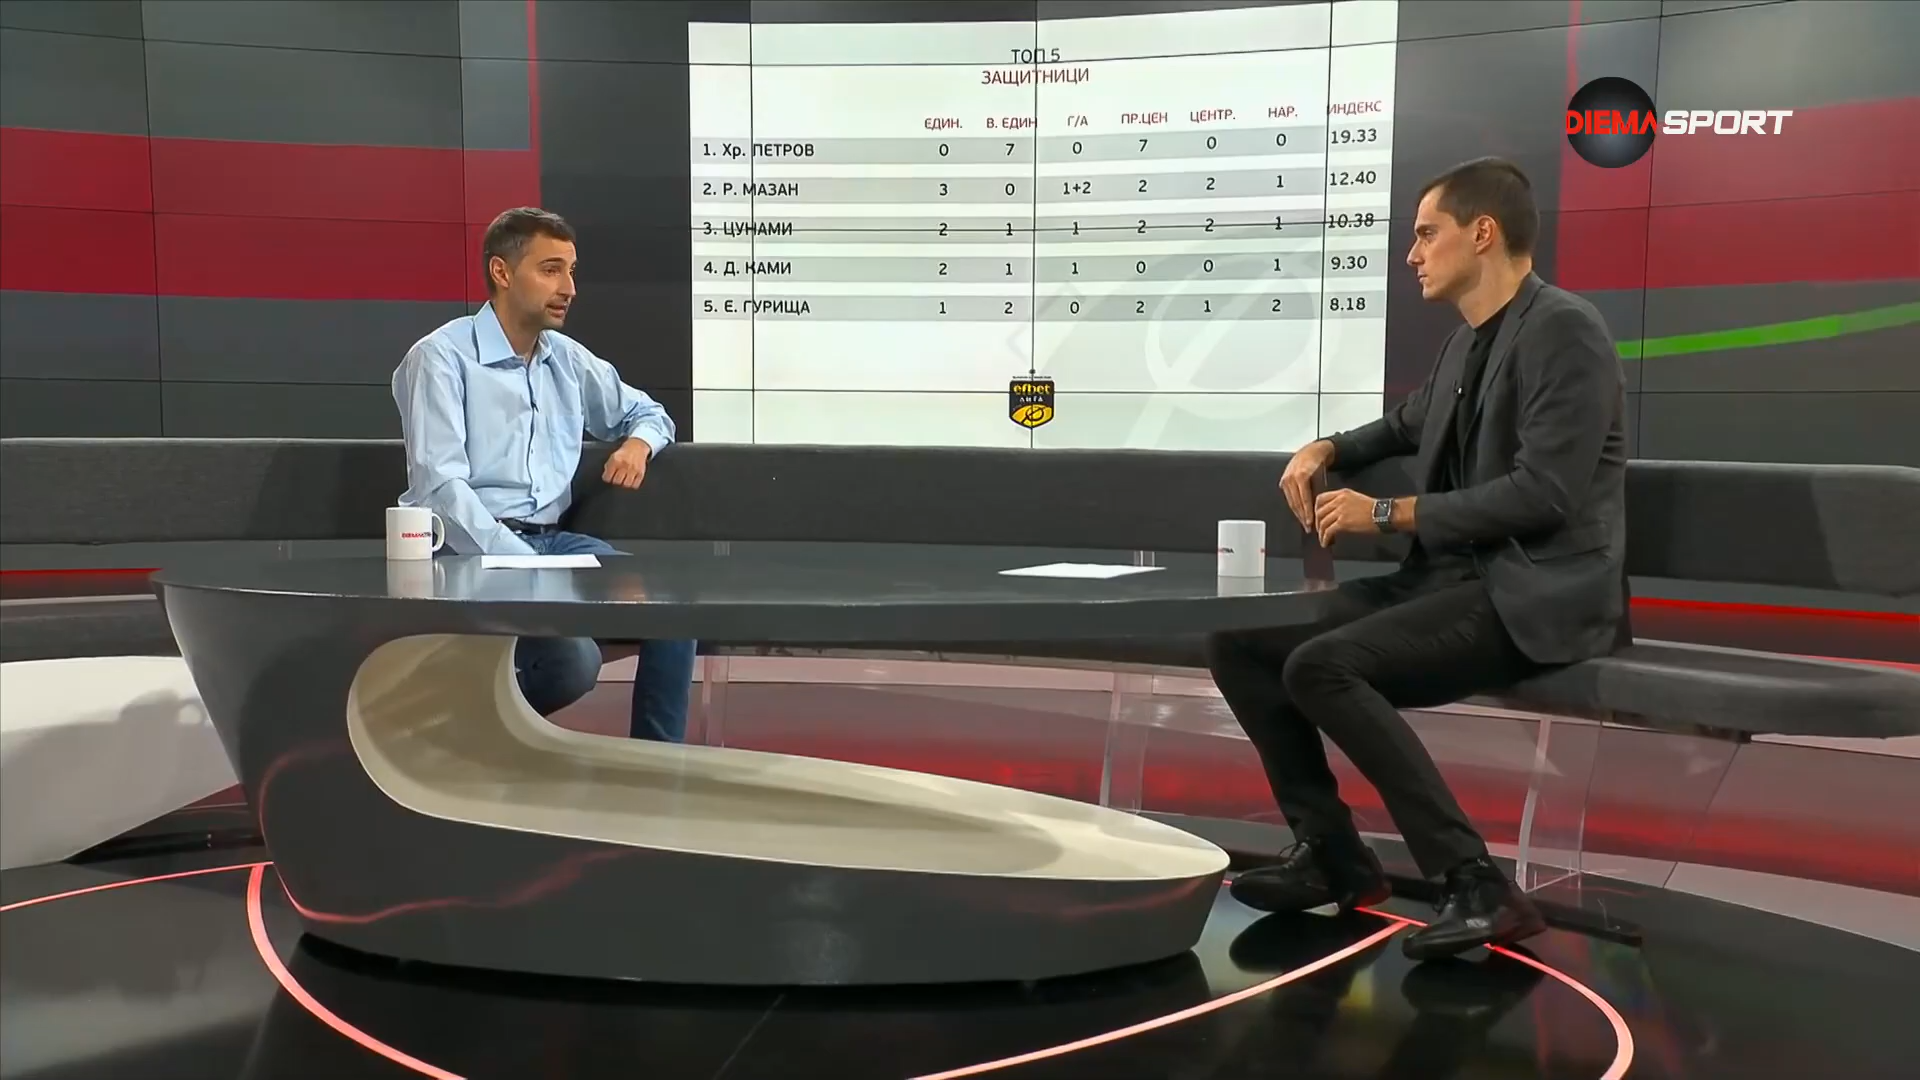 ТОП 5
ЗАЩИТНИЦИ
ЄДИН. В. ЄДИН Г/А ПР.ЦЕН ЦЕНТР. НАР. ИНДЕКС
1. Хр. ПЕТРОВ 0 7 0 7 0 0 19.33
2. Р. МАЗАН 3 0 1+2 2 2 1 12.40
3. ЦУНАМИ 2 1 1 2 2 1 10.38
4. Д. КАМИ 2 1 1 0 0 1 9.30
5. Е. ГУРИЩА 1 2 0 2 1 2 8.18
efbet
ЛИГА
DIEMA SPORT